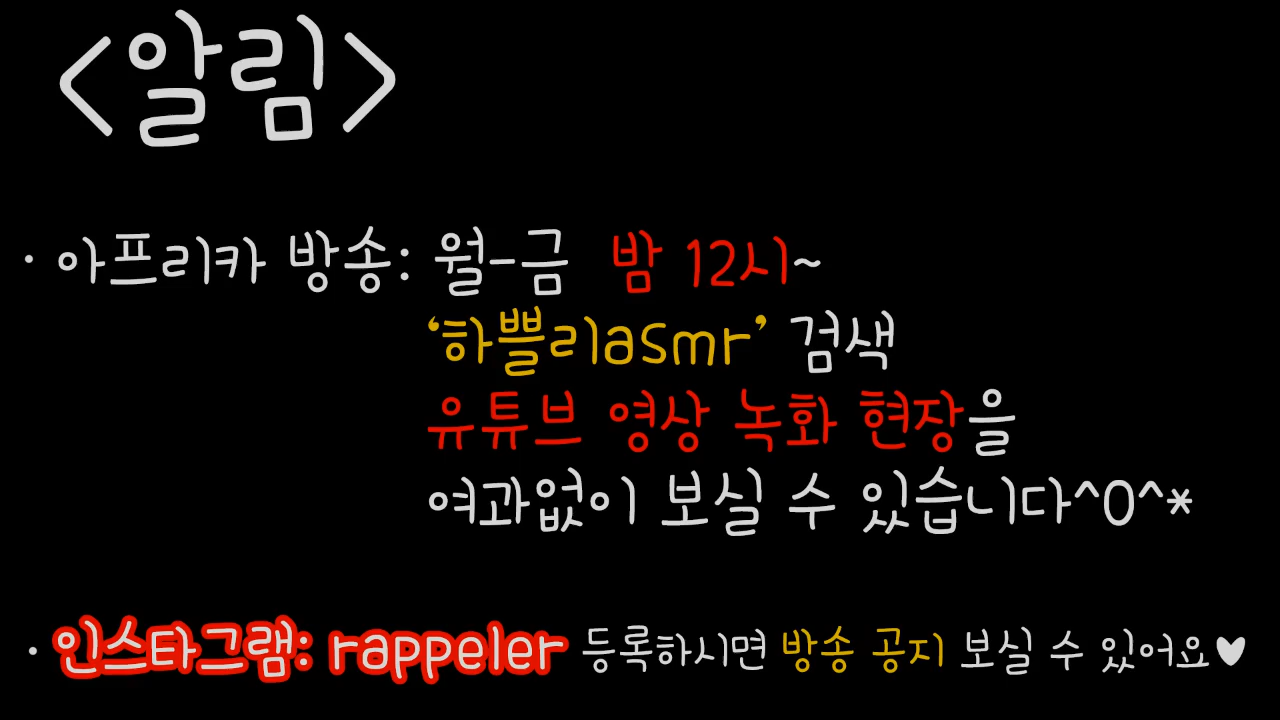 <알림>
· 아프리카 방송: 월-금 밤 12시~
‘하쁠리asmr’ 검색
유튜브 영상 녹화 현장을
여과없이 보실 수 있습니다^0^*
· 인스타그램: rappeler 등록하시면 방송 공지 보실 수 있어요♥